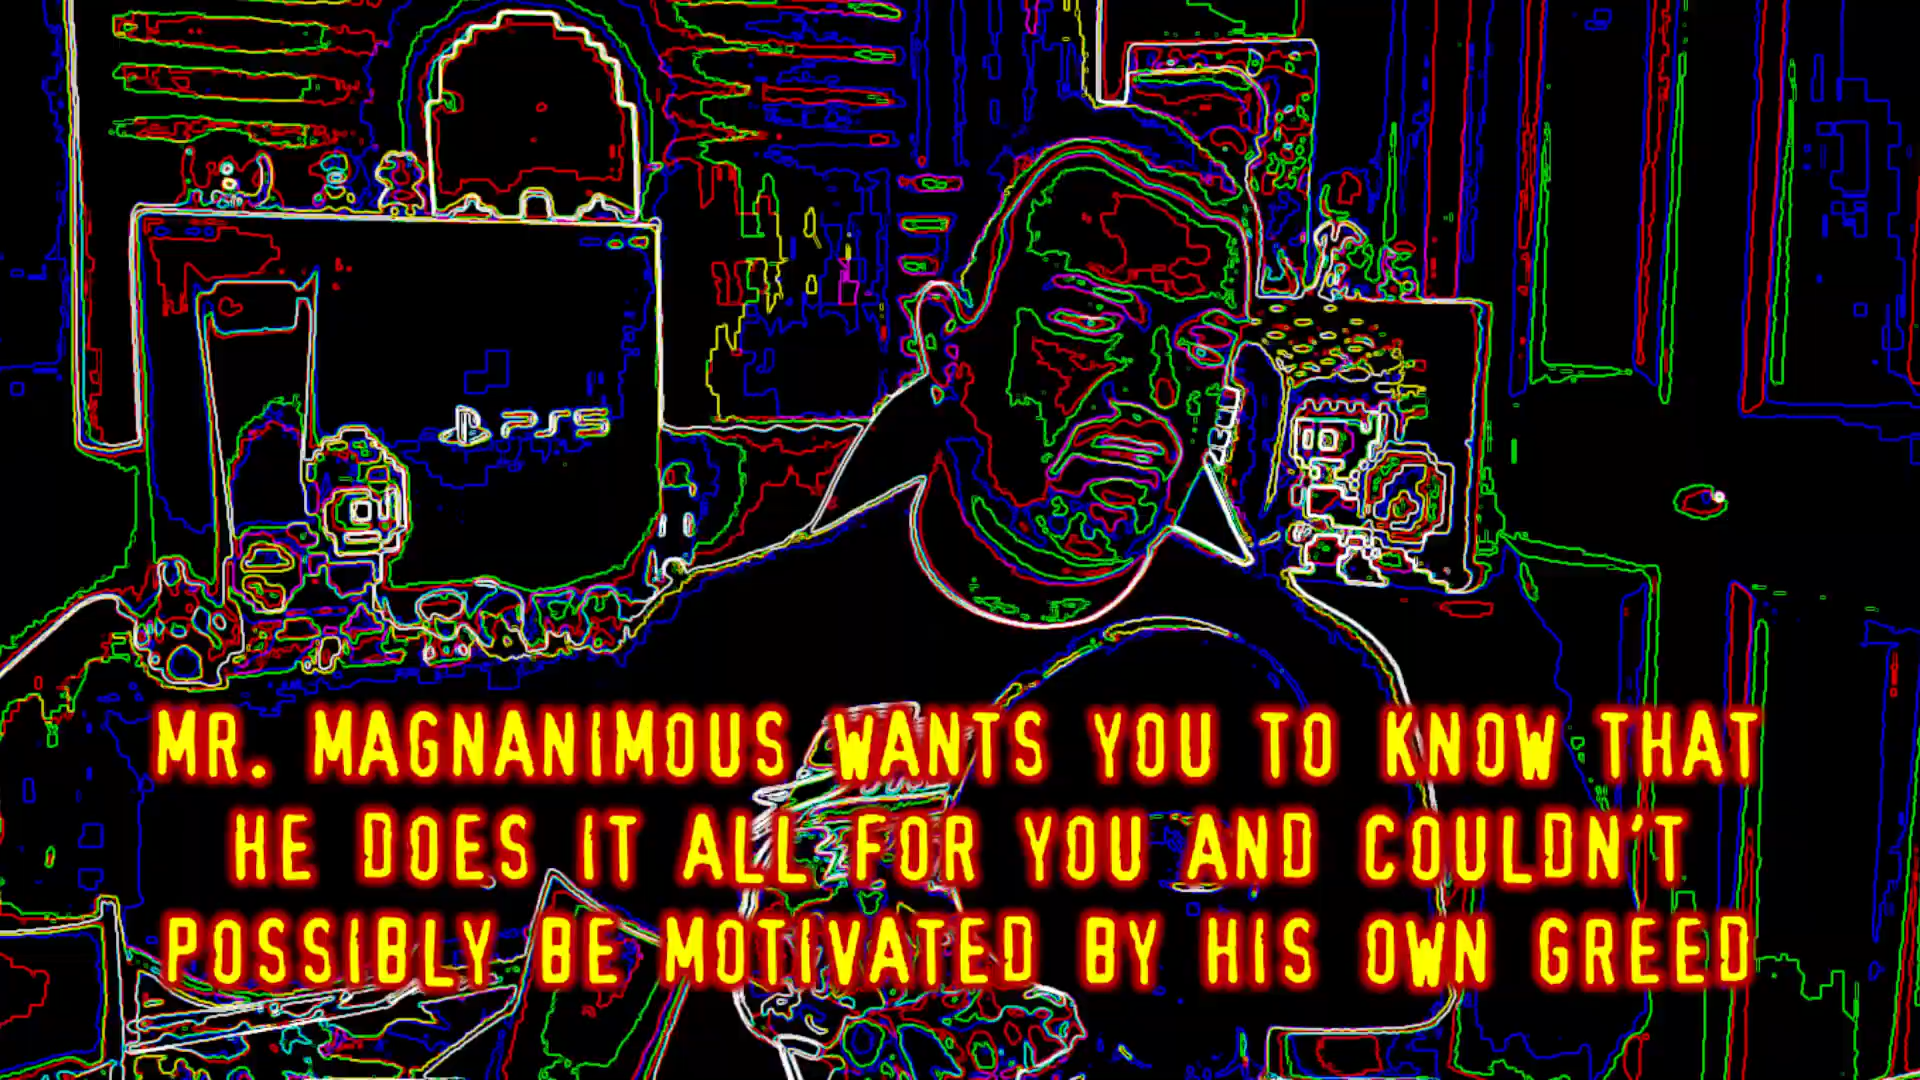 PS5
MR. MAGNANIMOUS WANTS YOU TO KNOW THAT
HE DOES IT ALL FOR YOU AND COULDN'T
POSSIBLY BE MOTIVATED BY HIS OWN GREED